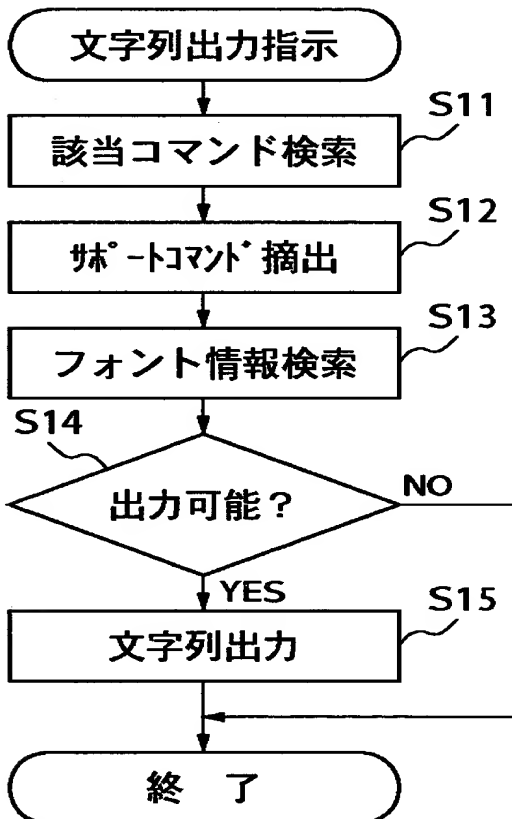 文字列出力指示
S11
該当コマンド検索
S12
ｻﾎﾟｰﾄｺﾏﾝﾄﾞ摘出
S13
フォント情報検索
S14
出力可能？
NO
YES
S15
文字列出力
終　了